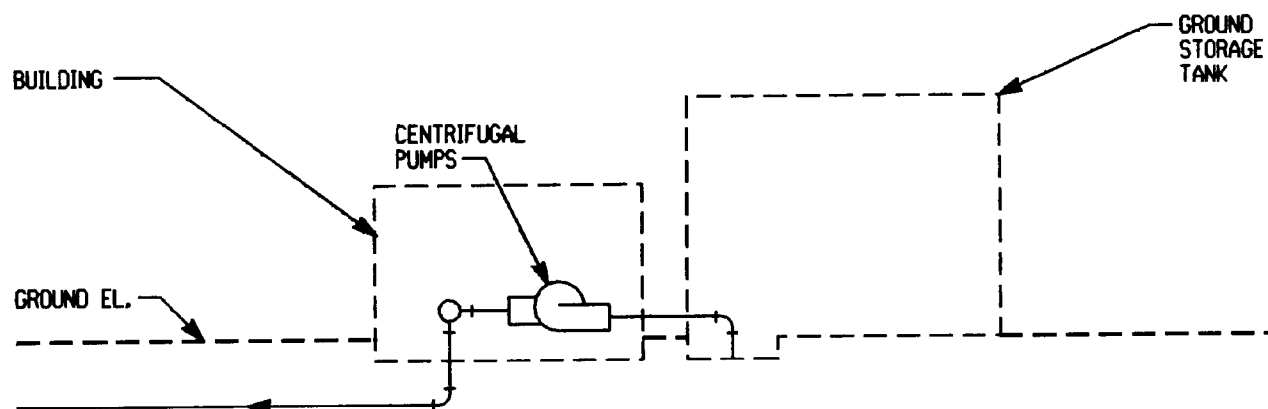 GROUND
STORAGE
TANK
BUILDING
CENTRIFUGAL
PUMPS
GROUND EL.